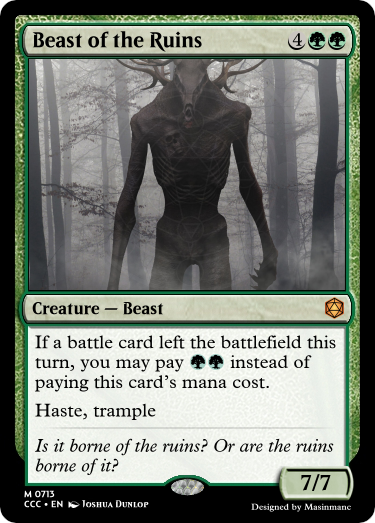 Beast of the Ruins 4
Creature — Beast
If a battle card left the battlefield this
turn, you may pay instead of
paying this card's mana cost.
Haste, trample
Is it borne of the ruins? Or are the ruins
borne of it?
7/7
M 0713
CCC • EN Joshua Dunlop
Designed by Masinmanc